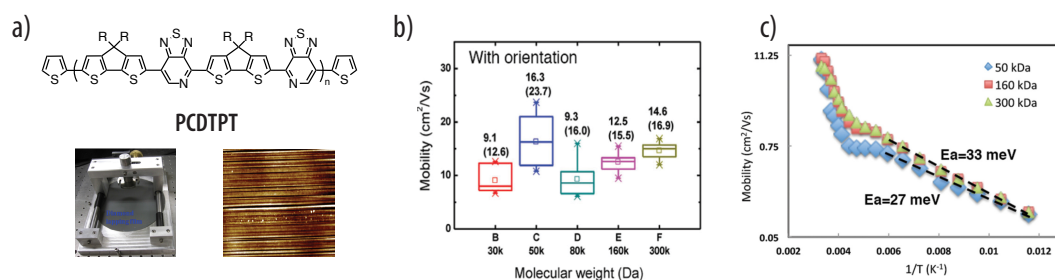 a)
S
N
N
R
R
S
S
S
N
S
N
N
R
R
S
S
N
S
N
N
S
n
PCDTPT
b)
With orientation
Mobility (cm²/Vs)
30
20
10
0
9.1
(12.6)
16.3
(23.7)
9.3
(16.0)
12.5
(15.5)
14.6
(16.9)
B
C
D
E
F
30k
50k
80k
160k
300k
Molecular weight (Da)
c)
Mobility (cm²/Vs)
11.25
0.75
0.05
50 kDa
160 kDa
300 kDa
Ea=33 meV
Ea=27 meV
0.002
0.004
0.006
0.008
0.01
0.012
1/T (K⁻¹)